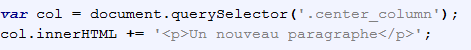 var col = document.querySelector('.center_column');
col.innerHTML += '<p>Un nouveau paragraphe</p>';